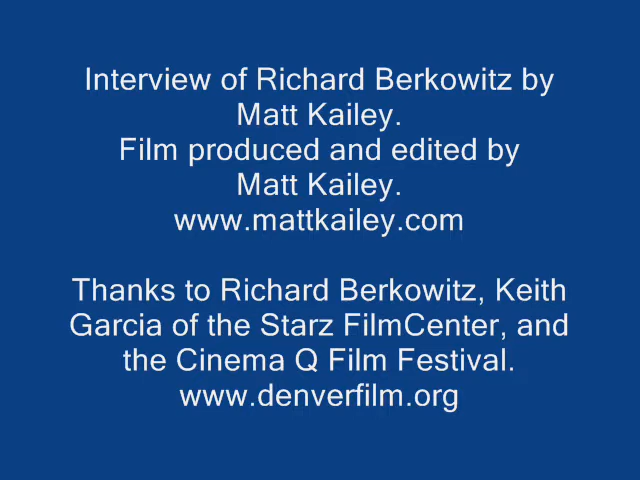 Interview of Richard Berkowitz by
Matt Kailey.
Film produced and edited by
Matt Kailey.
www.mattkailey.com
Thanks to Richard Berkowitz, Keith
Garcia of the Starz FilmCenter, and
the Cinema Q Film Festival.
www.denverfilm.org